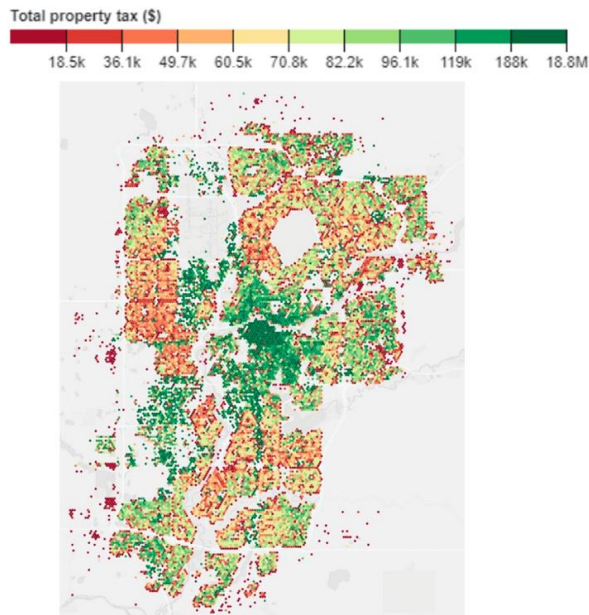 Total property tax ($)
18.5k 36.1k 49.7k 60.5k 70.8k 82.2k 96.1k 119k 188k 18.8M